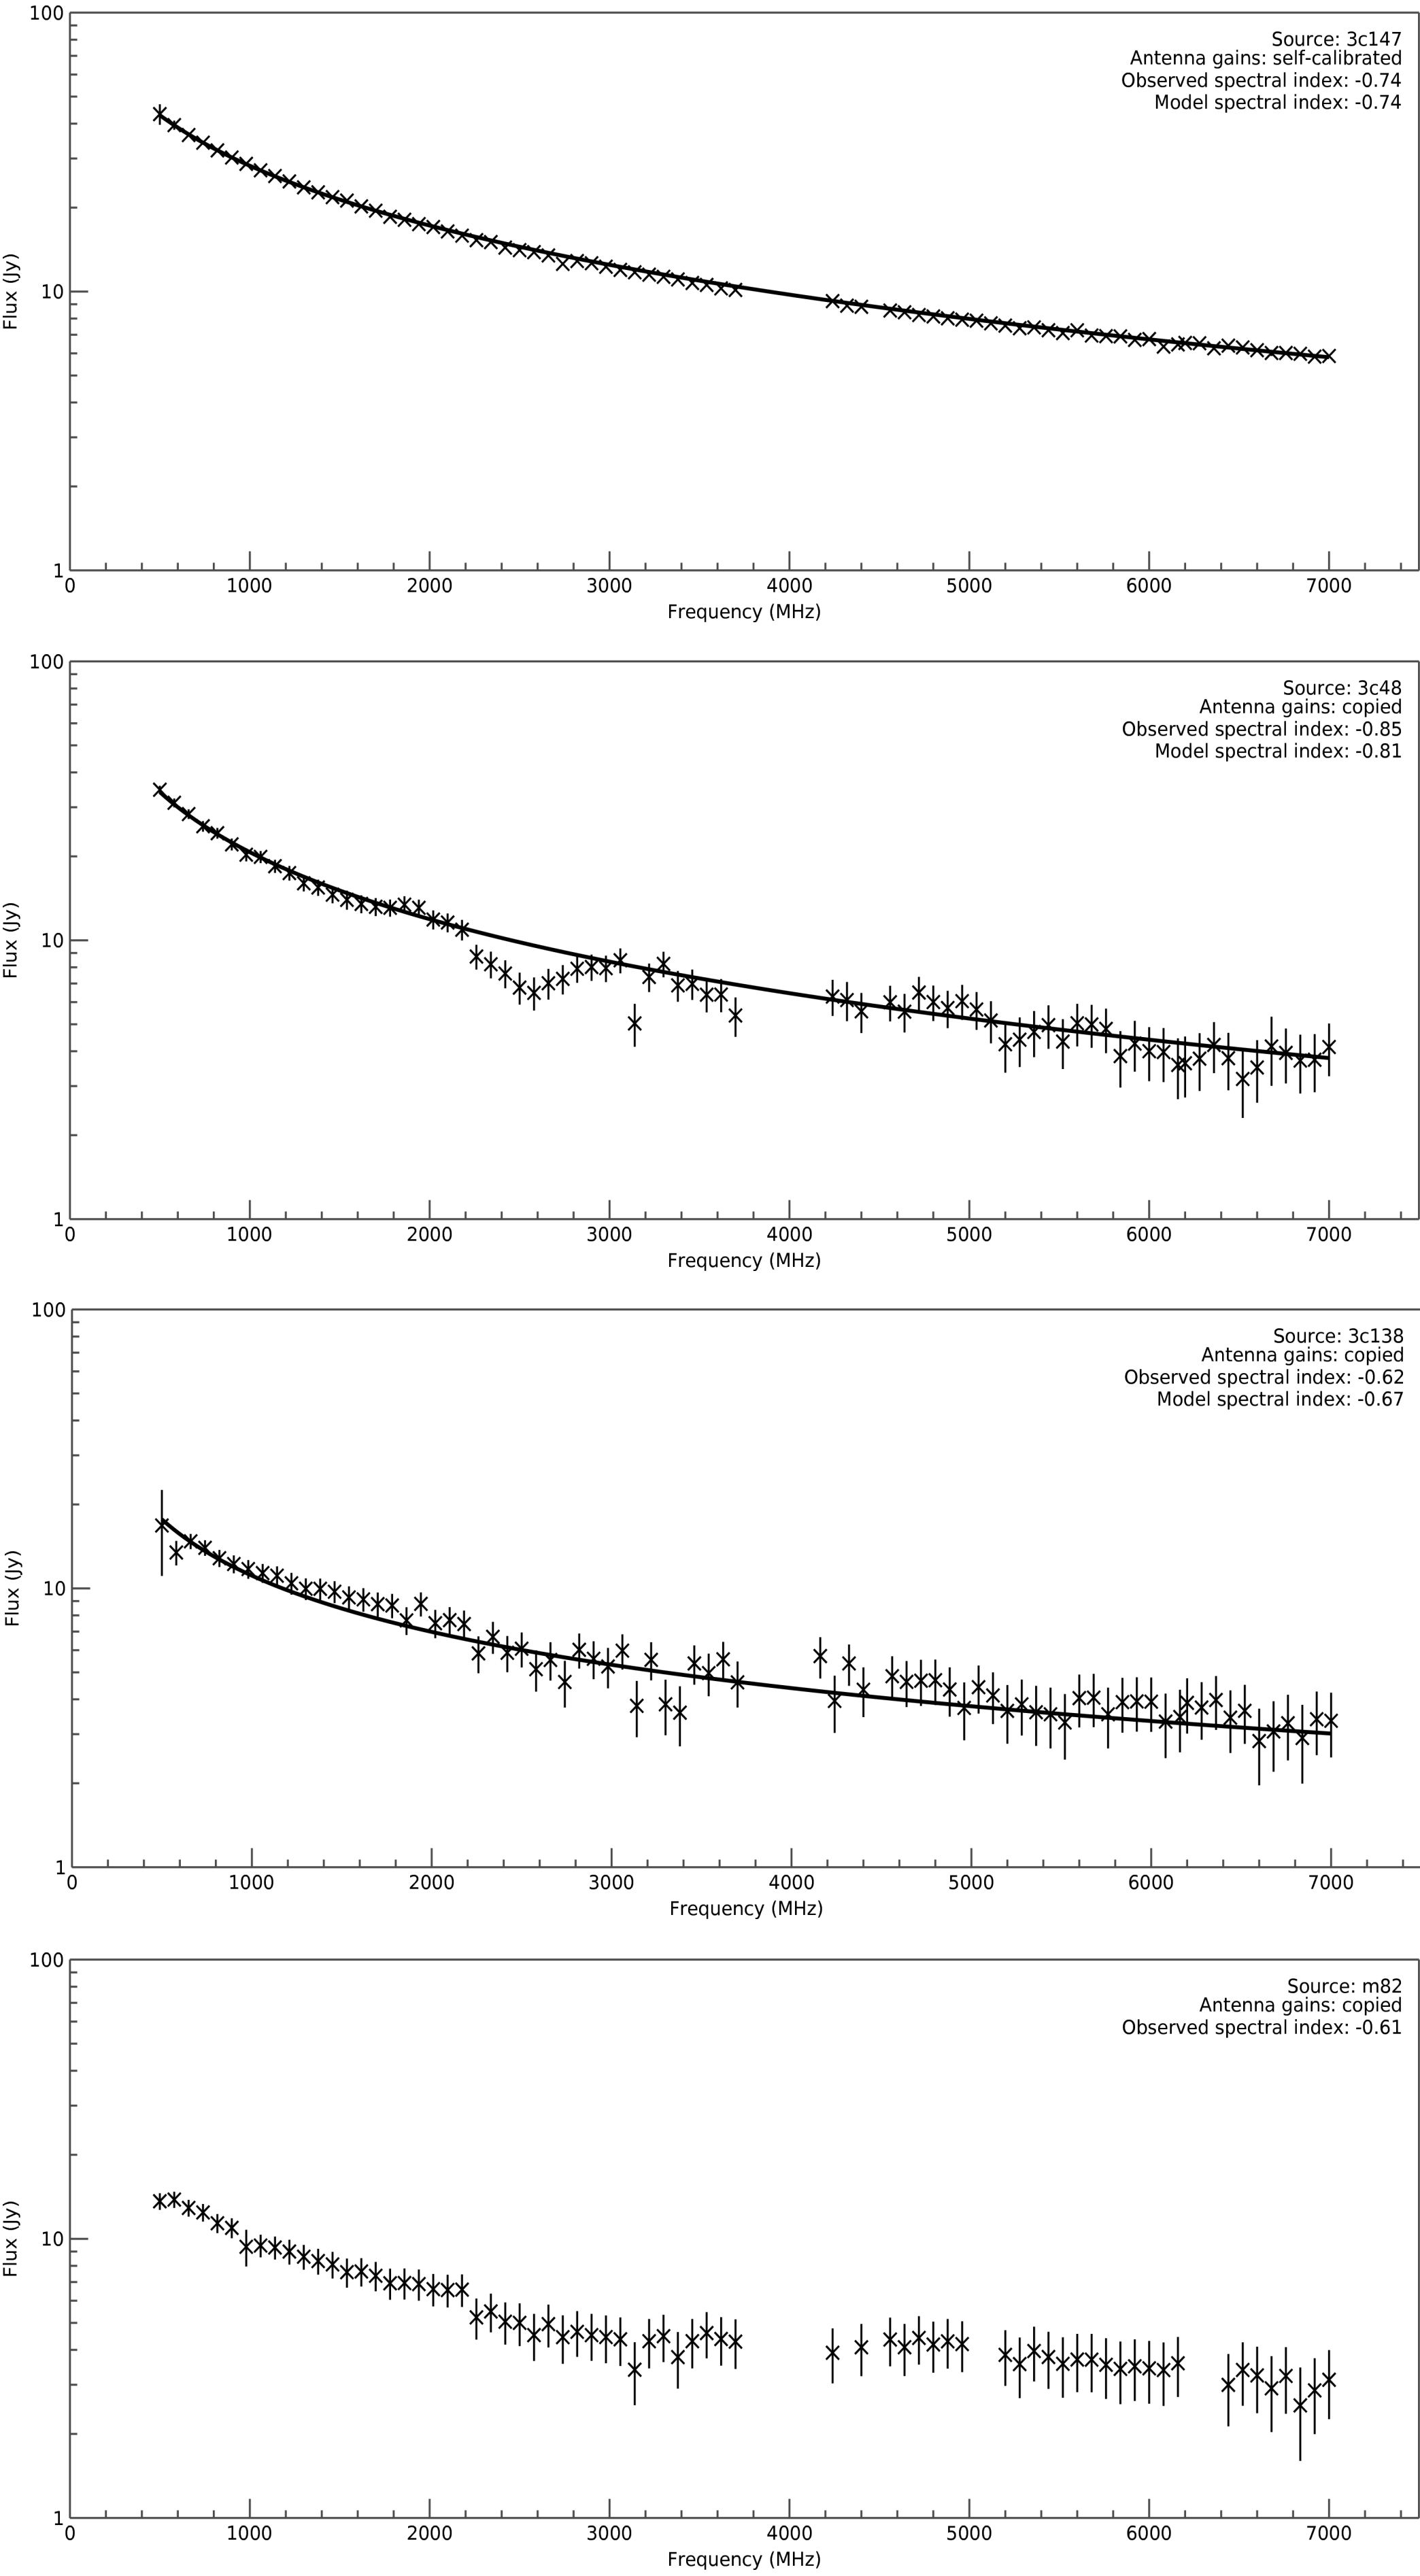 100
Source: 3c147
Antenna gains: self-calibrated
Observed spectral index: -0.74
Model spectral index: -0.74
Flux (Jy)
10
1
0 1000 2000 3000 4000 5000 6000 7000
Frequency (MHz)
100
Source: 3c48
Antenna gains: copied
Observed spectral index: -0.85
Model spectral index: -0.81
Flux (Jy)
10
1
0 1000 2000 3000 4000 5000 6000 7000
Frequency (MHz)
100
Source: 3c138
Antenna gains: copied
Observed spectral index: -0.62
Model spectral index: -0.67
Flux (Jy)
10
1
0 1000 2000 3000 4000 5000 6000 7000
Frequency (MHz)
100
Source: m82
Antenna gains: copied
Observed spectral index: -0.61
Flux (Jy)
10
1
0 1000 2000 3000 4000 5000 6000 7000
Frequency (MHz)